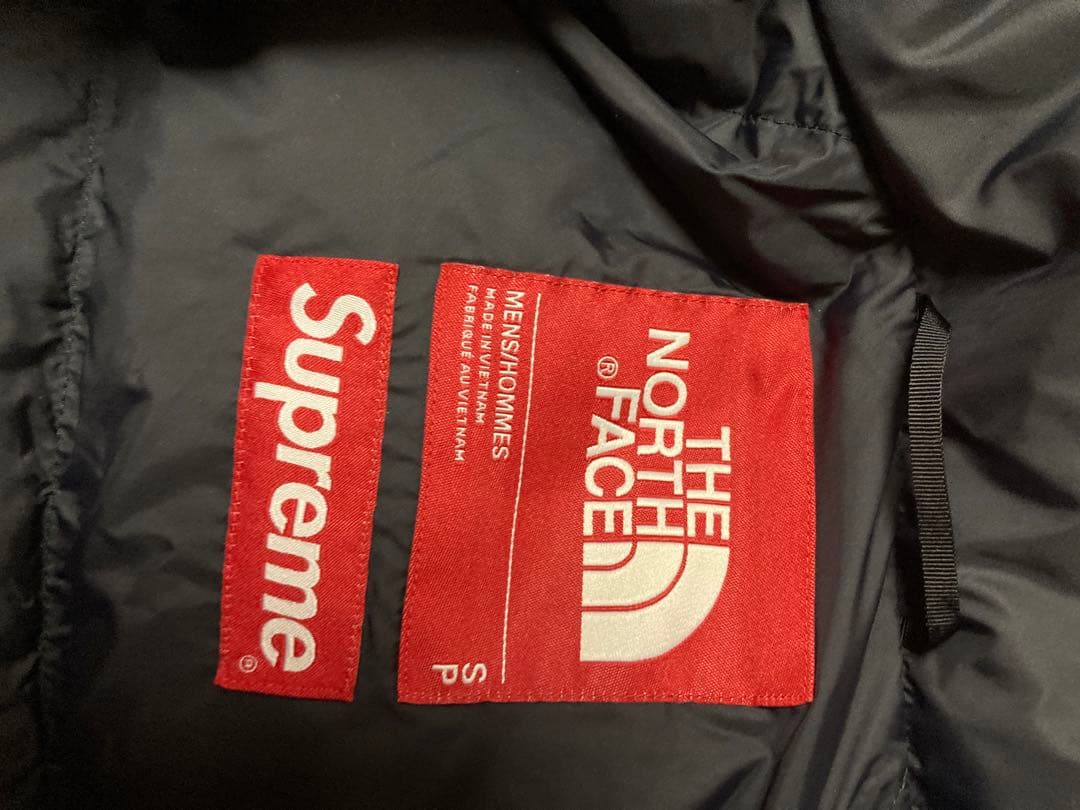 THE
NORTH
FACE®
MENS/HOMMES
MADE IN VIETNAM
FABRIQUÉ AU VIETNAM
S
P
Supreme®